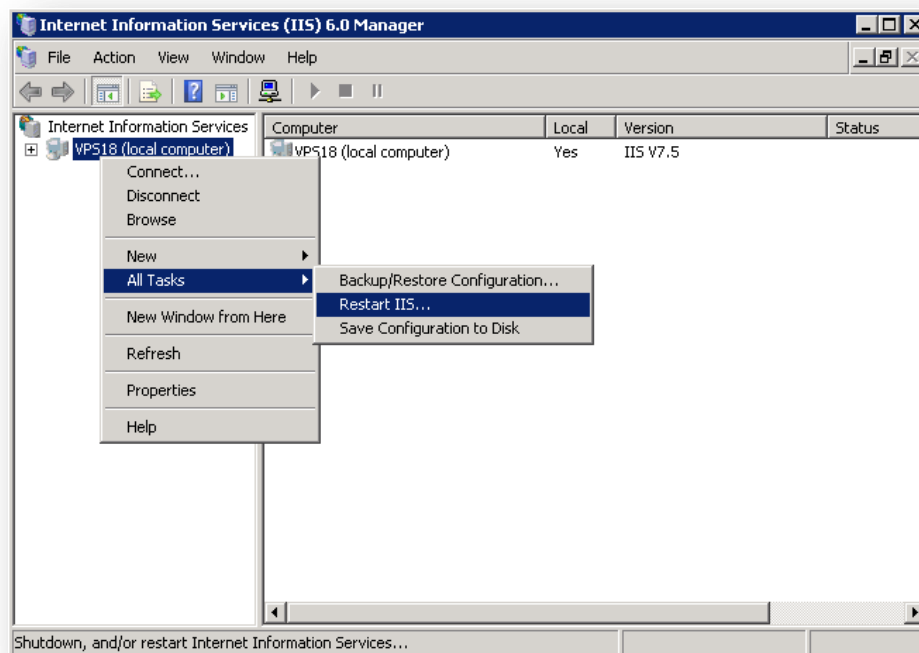 Internet Information Services (IIS) 6.0 Manager
File Action View Window Help
Internet Information Services
Computer Local Version Status
VPS18 (local computer)
VPS18 (local computer) Yes IIS V7.5
Connect...
Disconnect
Browse
New
All Tasks
Backup/Restore Configuration...
Restart IIS...
Save Configuration to Disk
New Window from Here
Refresh
Properties
Help
Shutdown, and/or restart Internet Information Services...